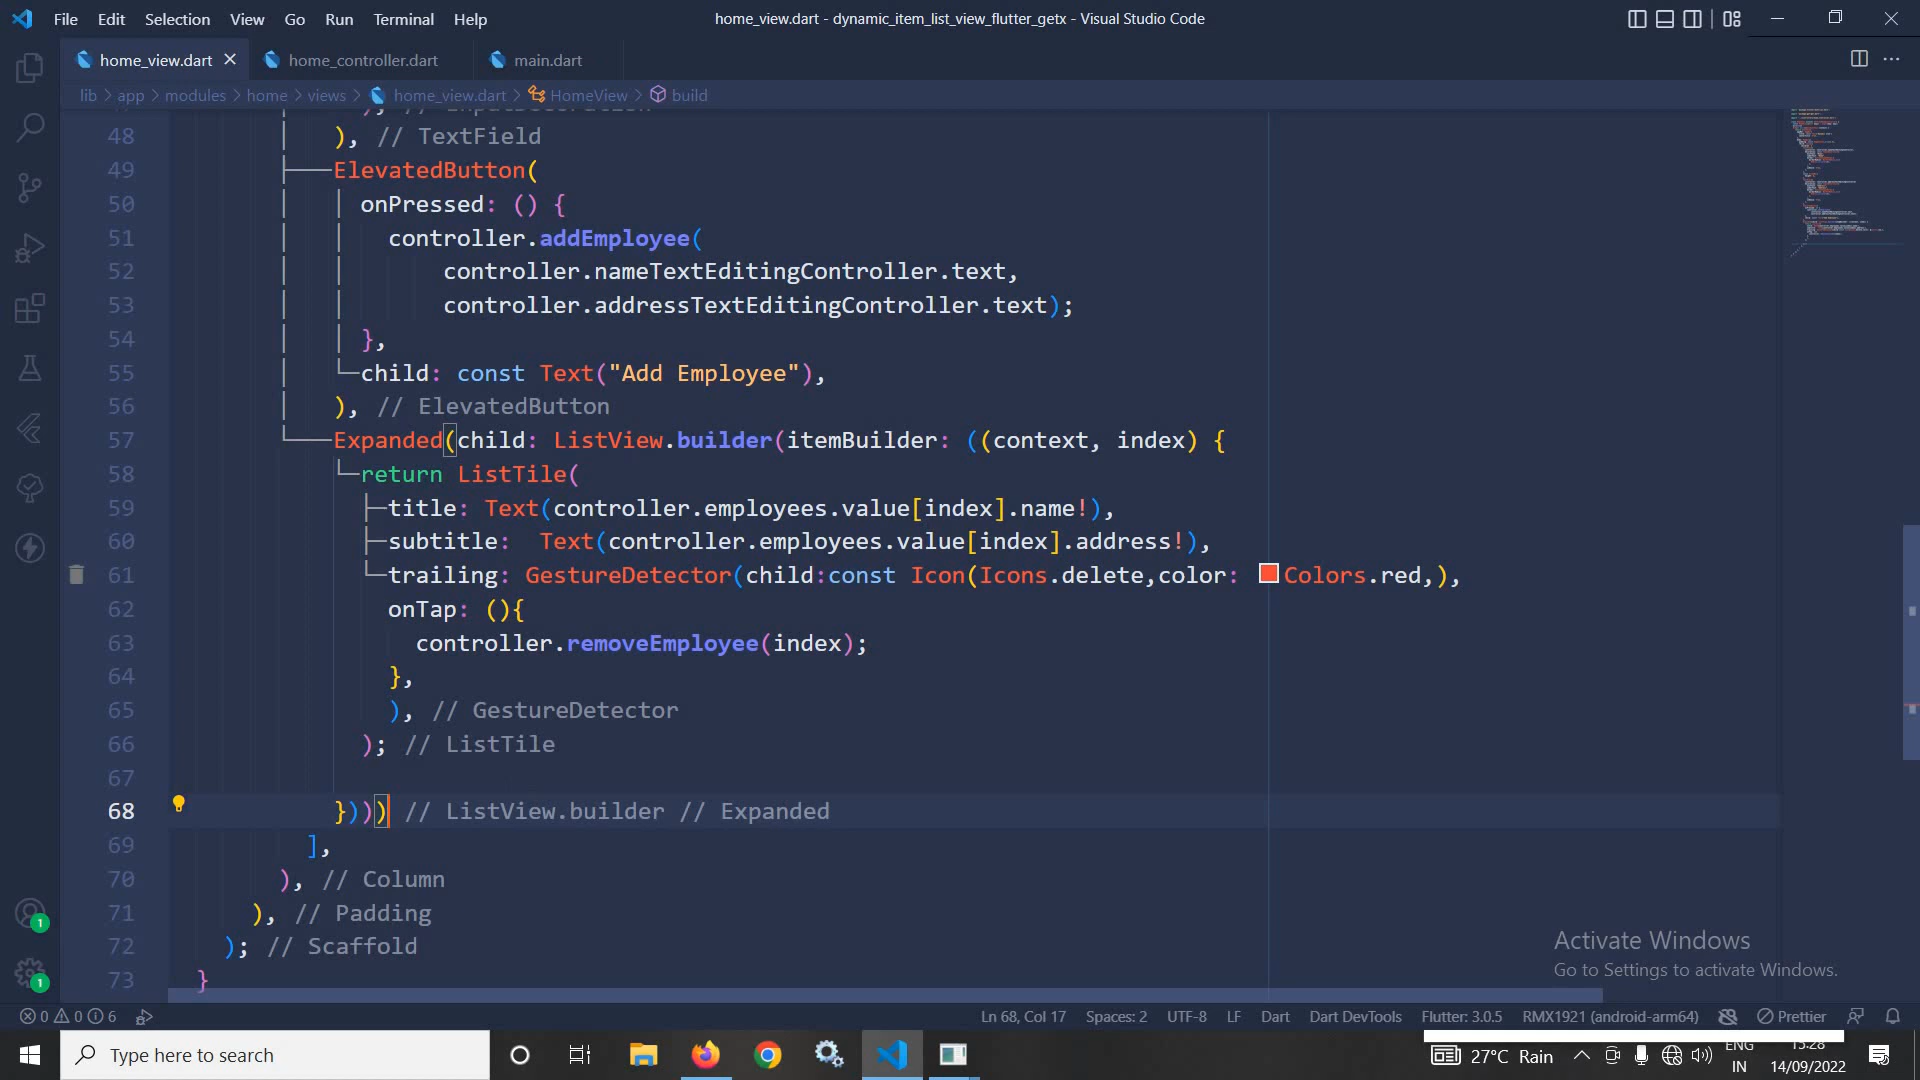 File Edit Selection View Go Run Terminal Help
home_view.dart - dynamic_item_list_view_flutter_getx - Visual Studio Code
home_view.dart home_controller.dart main.dart
lib > app > modules > home > views > home_view.dart > HomeView > build
48 ), // TextField
49 ElevatedButton(
50 onPressed: () {
51 controller.addEmployee(
52 controller.nameTextEditingController.text,
53 controller.addressTextEditingController.text);
54 },
55 child: const Text("Add Employee"),
56 ), // ElevatedButton
57 Expanded(child: ListView.builder(itemBuilder: ((context, index) {
58 return ListTile(
59 title: Text(controller.employees.value[index].name!),
60 subtitle:  Text(controller.employees.value[index].address!),
61 trailing: GestureDetector(child:const Icon(Icons.delete,color: Colors.red,),
62 onTap: (){
63 controller.removeEmployee(index);
64 },
65 ), // GestureDetector
66 ); // ListTile
67
68 }))) // ListView.builder // Expanded
69 ],
70 ), // Column
71 ), // Padding
72 ); // Scaffold
73 }
Activate Windows
Go to Settings to activate Windows.
1
1
0 0 6 Ln 68, Col 17 Spaces: 2 UTF-8 LF Dart Dart DevTools Flutter: 3.0.5 RMX1921 (android-arm64) Prettier
Type here to search
27°C Rain
ENG
IN
15:28
14/09/2022